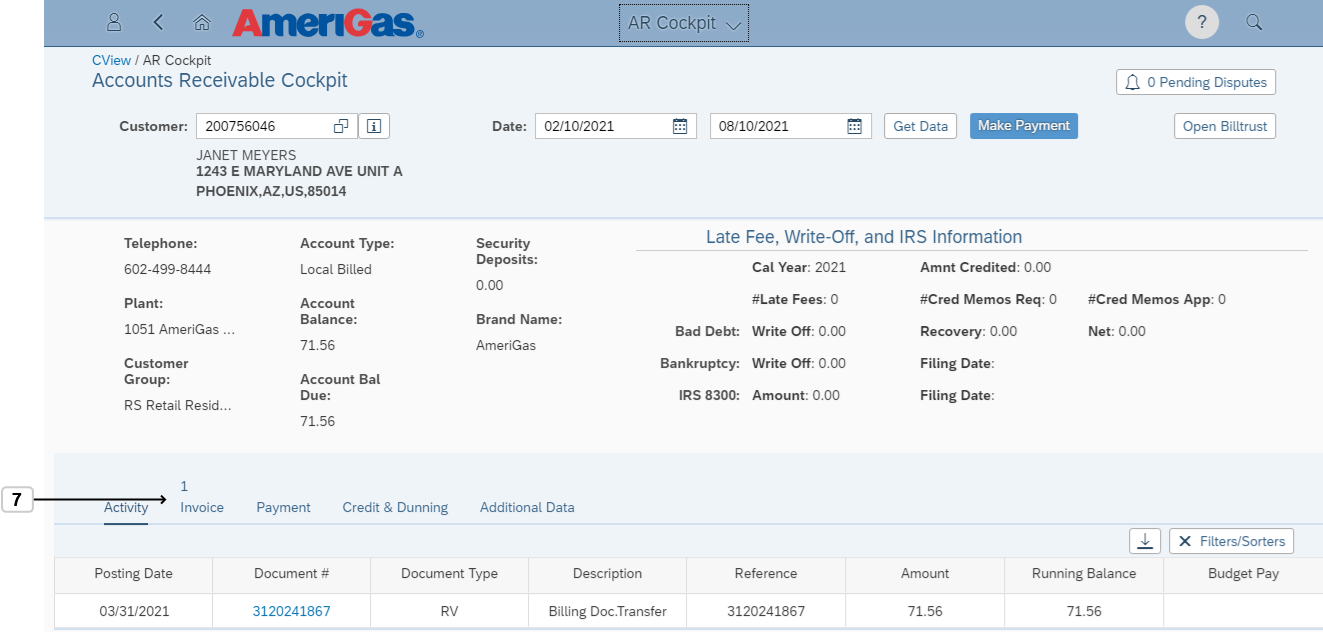 AmeriGas
AR Cockpit
?
CView / AR Cockpit
Accounts Receivable Cockpit
0 Pending Disputes
Customer: 200756046 Date: 02/10/2021 08/10/2021 Get Data Make Payment Open Billtrust
JANET MEYERS
1243 E MARYLAND AVE UNIT A
PHOENIX,AZ,US,85014
Telephone:
602-499-8444
Plant:
1051 AmeriGas ...
Customer
Group:
RS Retail Resid...
Account Type:
Local Billed
Account
Balance:
71.56
Account Bal
Due:
71.56
Security
Deposits:
0.00
Brand Name:
AmeriGas
Late Fee, Write-Off, and IRS Information
Cal Year: 2021 Amnt Credited: 0.00
#Late Fees: 0 #Cred Memos Req: 0 #Cred Memos App: 0
Bad Debt: Write Off: 0.00 Recovery: 0.00 Net: 0.00
Bankruptcy: Write Off: 0.00 Filing Date:
IRS 8300: Amount: 0.00 Filing Date:
7
1
Activity Invoice Payment Credit & Dunning Additional Data
Filters/Sorters
Posting Date Document # Document Type Description Reference Amount Running Balance Budget Pay
03/31/2021 3120241867 RV Billing Doc.Transfer 3120241867 71.56 71.56